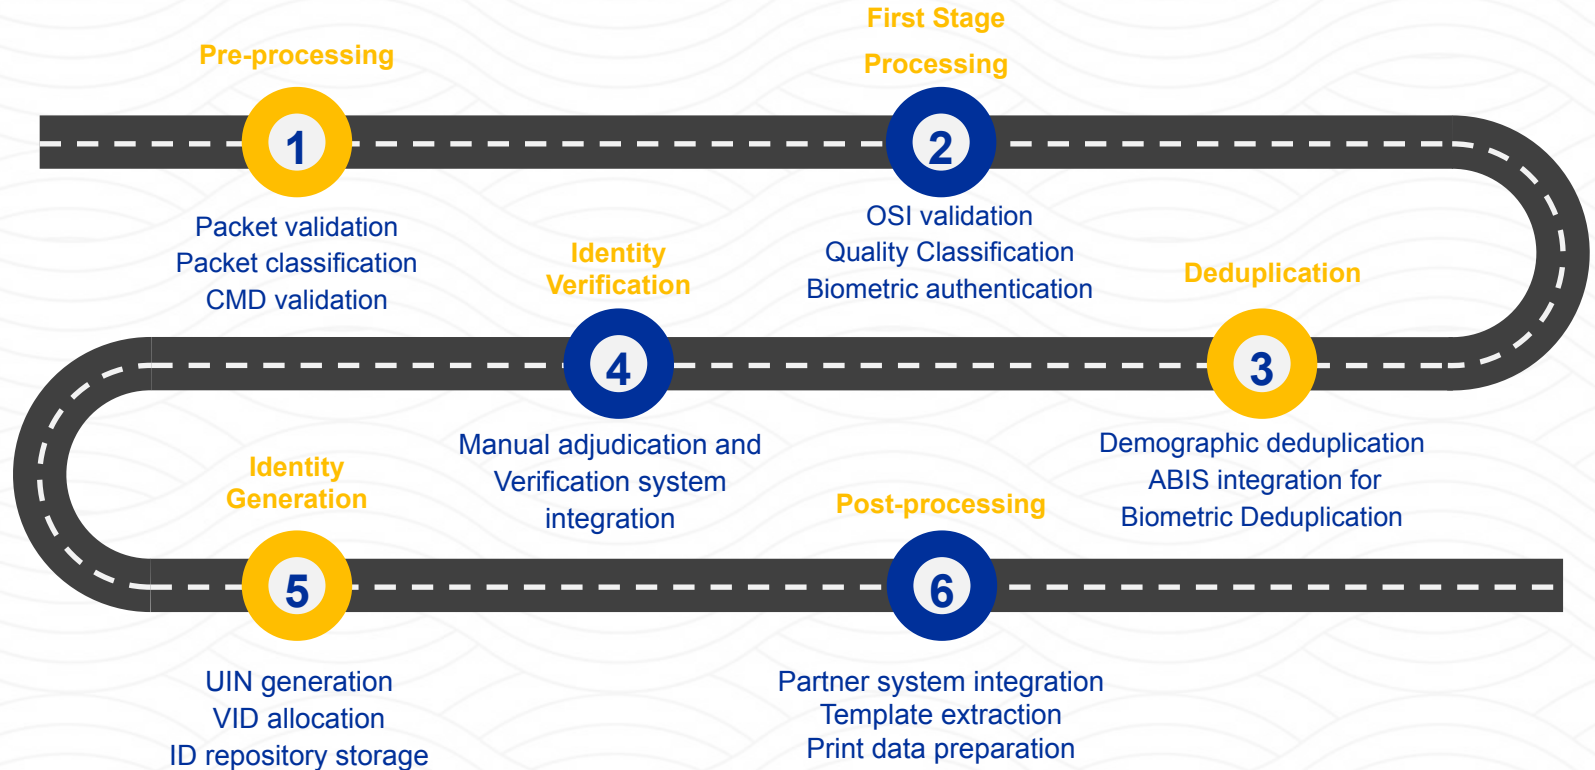 Pre-processing
1
Packet validation
Packet classification
CMD validation
First Stage
Processing
2
OSI validation
Quality Classification
Biometric authentication
Deduplication
3
Demographic deduplication
ABIS integration for
Biometric Deduplication
Identity
Verification
4
Manual adjudication and
Verification system
integration
Identity
Generation
5
UIN generation
VID allocation
ID repository storage
Post-processing
6
Partner system integration
Template extraction
Print data preparation